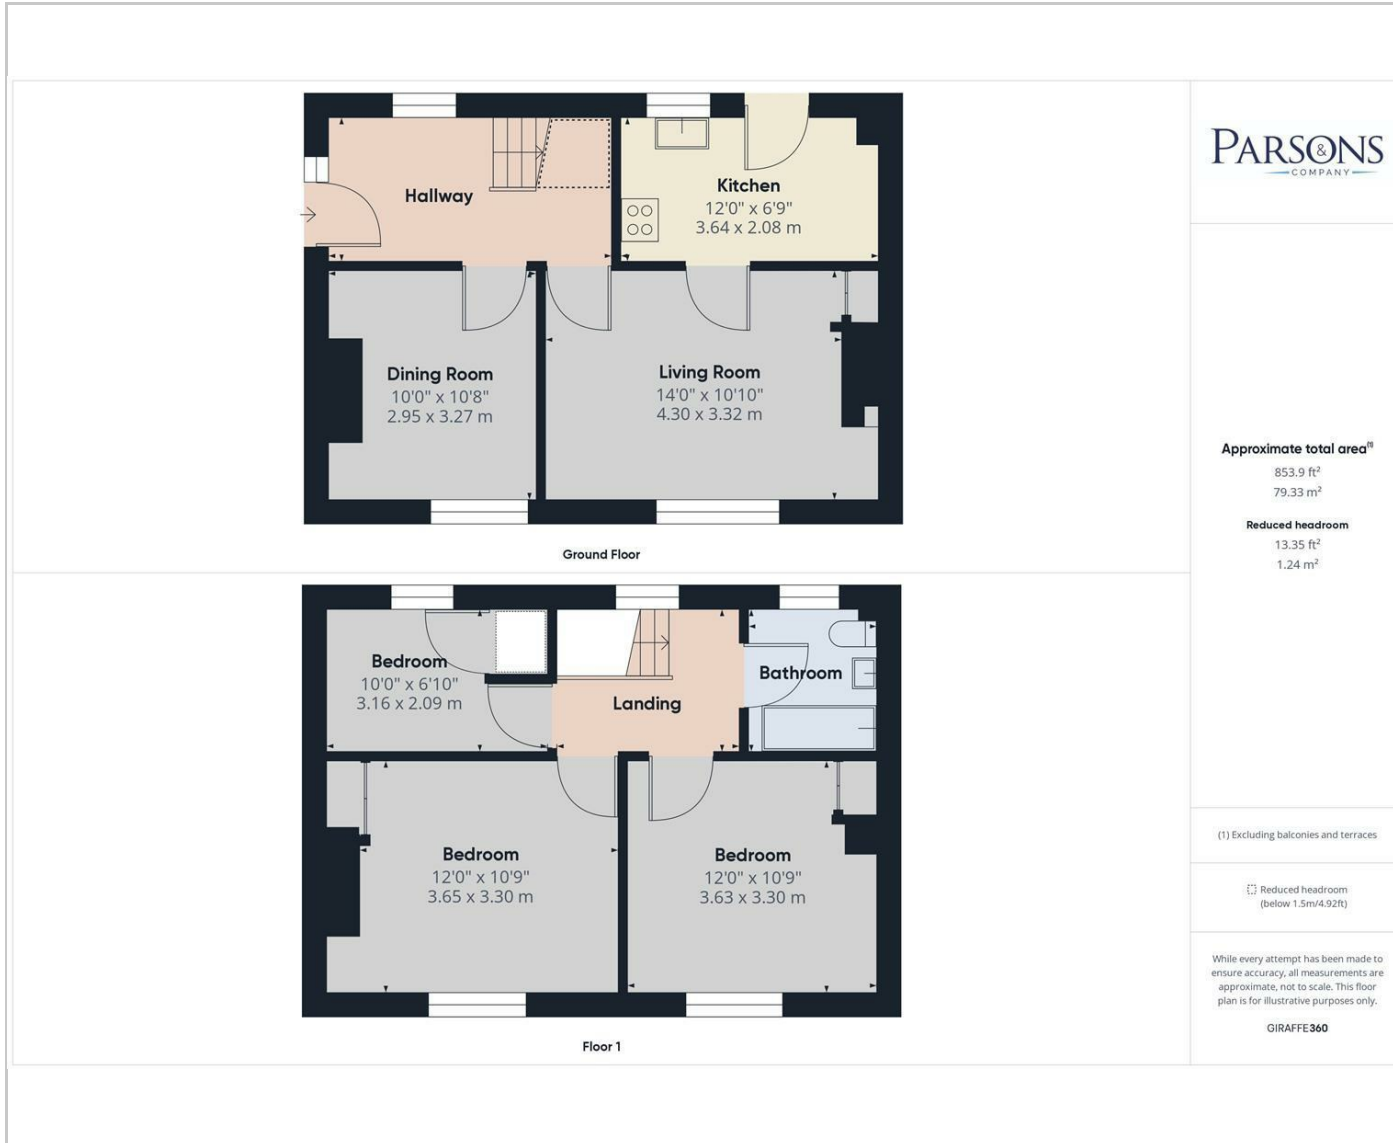 Hallway
Kitchen
12'0" x 6'9"
3.64 x 2.08 m
Dining Room
10'0" x 10'8"
2.95 x 3.27 m
Living Room
14'0" x 10'10"
4.30 x 3.32 m
Ground Floor
Bedroom
10'0" x 6'10"
3.16 x 2.09 m
Landing
Bathroom
Bedroom
12'0" x 10'9"
3.65 x 3.30 m
Bedroom
12'0" x 10'9"
3.63 x 3.30 m
Floor 1
PARSONS &
COMPANY
Approximate total area⁽¹⁾
853.9 ft²
79.33 m²
Reduced headroom
13.35 ft²
1.24 m²
(1) Excluding balconies and terraces
Reduced headroom
(below 1.5m/4.92ft)
While every attempt has been made to
ensure accuracy, all measurements are
approximate, not to scale. This floor
plan is for illustrative purposes only.
GIRAFFE360